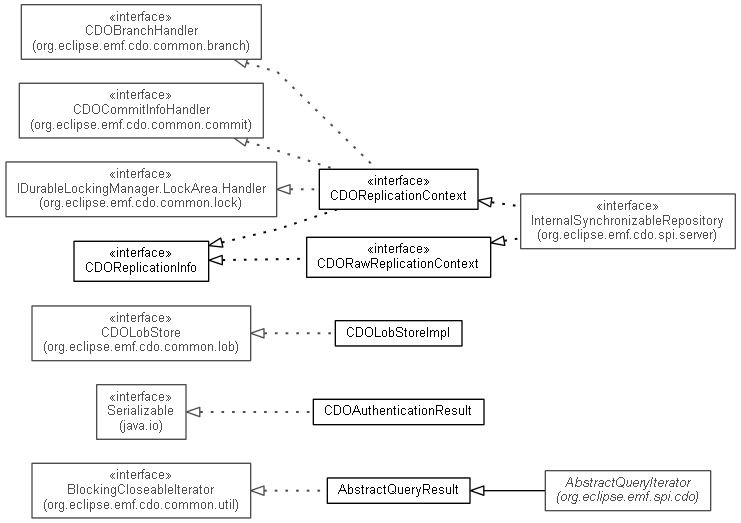 «interface»
CDOBranchHandler
(org.eclipse.emf.cdo.common.branch)
«interface»
CDOCommitInfoHandler
(org.eclipse.emf.cdo.common.commit)
«interface»
IDurableLockingManager.LockArea.Handler
(org.eclipse.emf.cdo.common.lock)
«interface»
CDOReplicationContext
«interface»
InternalSynchronizableRepository
(org.eclipse.emf.cdo.spi.server)
«interface»
CDOReplicationInfo
«interface»
CDORawReplicationContext
«interface»
CDOLobStore
(org.eclipse.emf.cdo.common.lob)
CDOLobStoreImpl
«interface»
Serializable
(java.io)
CDOAuthenticationResult
«interface»
BlockingCloseableIterator
(org.eclipse.emf.cdo.common.util)
AbstractQueryResult
AbstractQueryIterator
(org.eclipse.emf.spi.cdo)